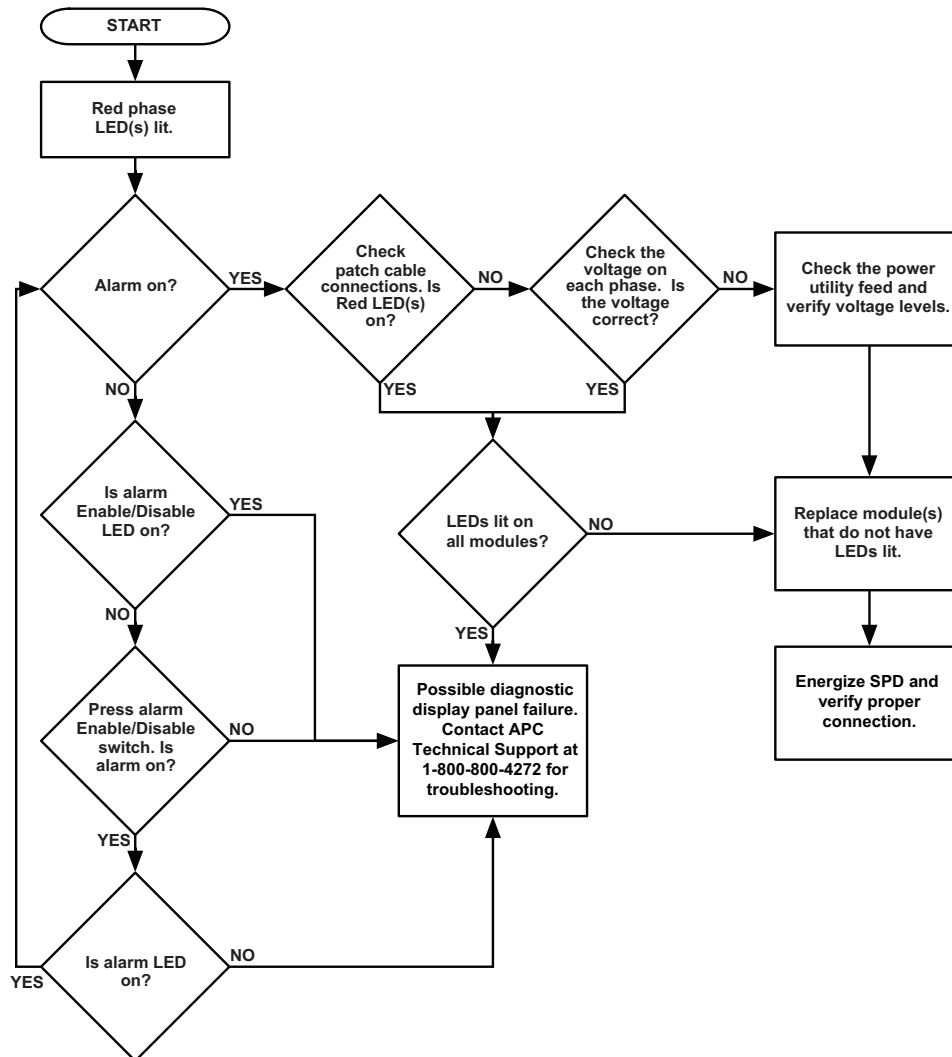 START
Red phase
LED(s) lit.
Alarm on?
YES
Check
patch cable
connections. Is
Red LED(s)
on?
NO
Check the
voltage on
each phase.  Is
the voltage
correct?
NO
Check the power
utility feed and
verify voltage levels.
NO
YES
YES
Is alarm
Enable/Disable
LED on?
YES
LEDs lit on
all modules?
NO
Replace module(s)
that do not have
LEDs lit.
NO
YES
Press alarm
Enable/Disable
switch. Is
alarm on?
NO
Possible diagnostic
display panel failure.
Contact APC
Technical Support at
1-800-800-4272 for
troubleshooting.
Energize SPD and
verify proper
connection.
YES
Is alarm LED
on?
NO
YES